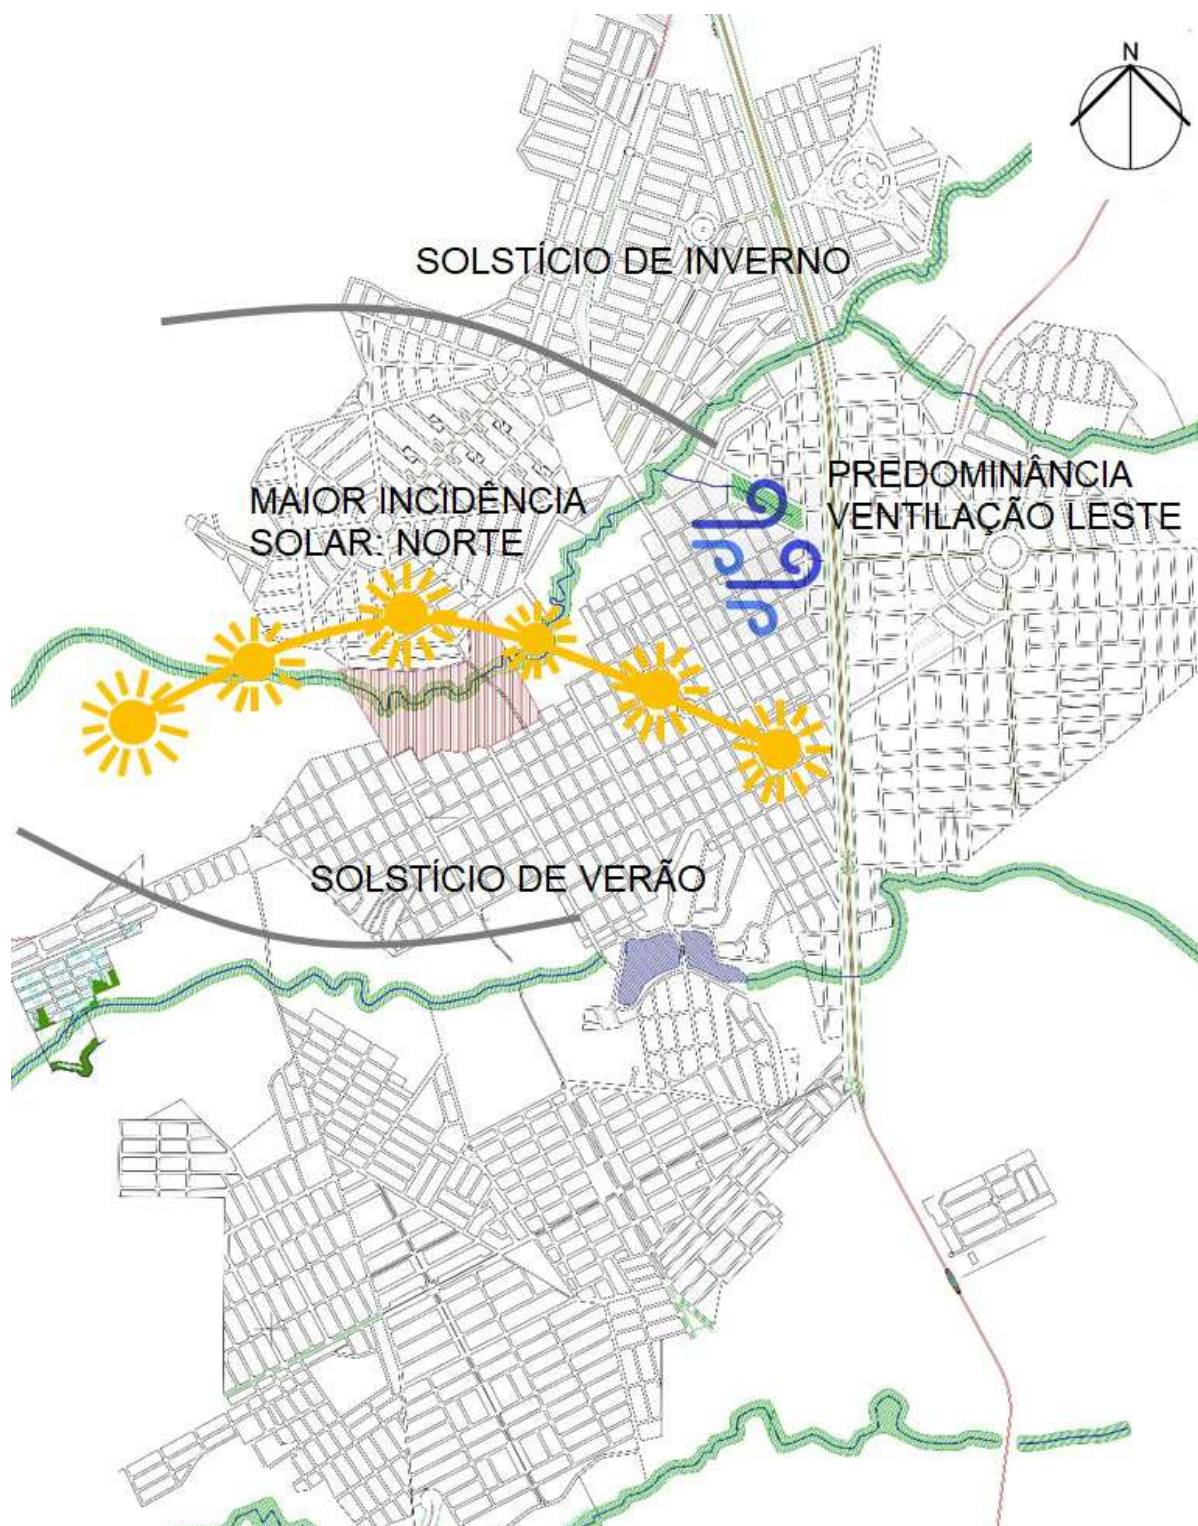 N
SOLSTÍCIO DE INVERNO
PREDOMINÂNCIA
VENTILAÇÃO LESTE
MAIOR INCIDÊNCIA
SOLAR: NORTE
SOLSTÍCIO DE VERÃO